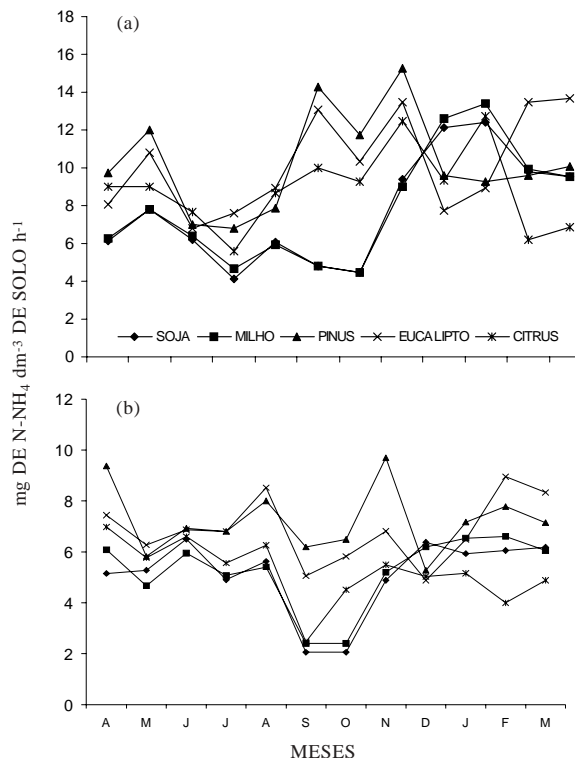 (a)
18
16
14
12
10
8
6
4
2
0
SOJA MILHO PINUS EUCALIPTO CITRUS
mg DE N-NH₄ dm⁻³ DE SOLO h⁻¹
(b)
12
10
8
6
4
2
0
A M J J A S O N D J F M
MESES